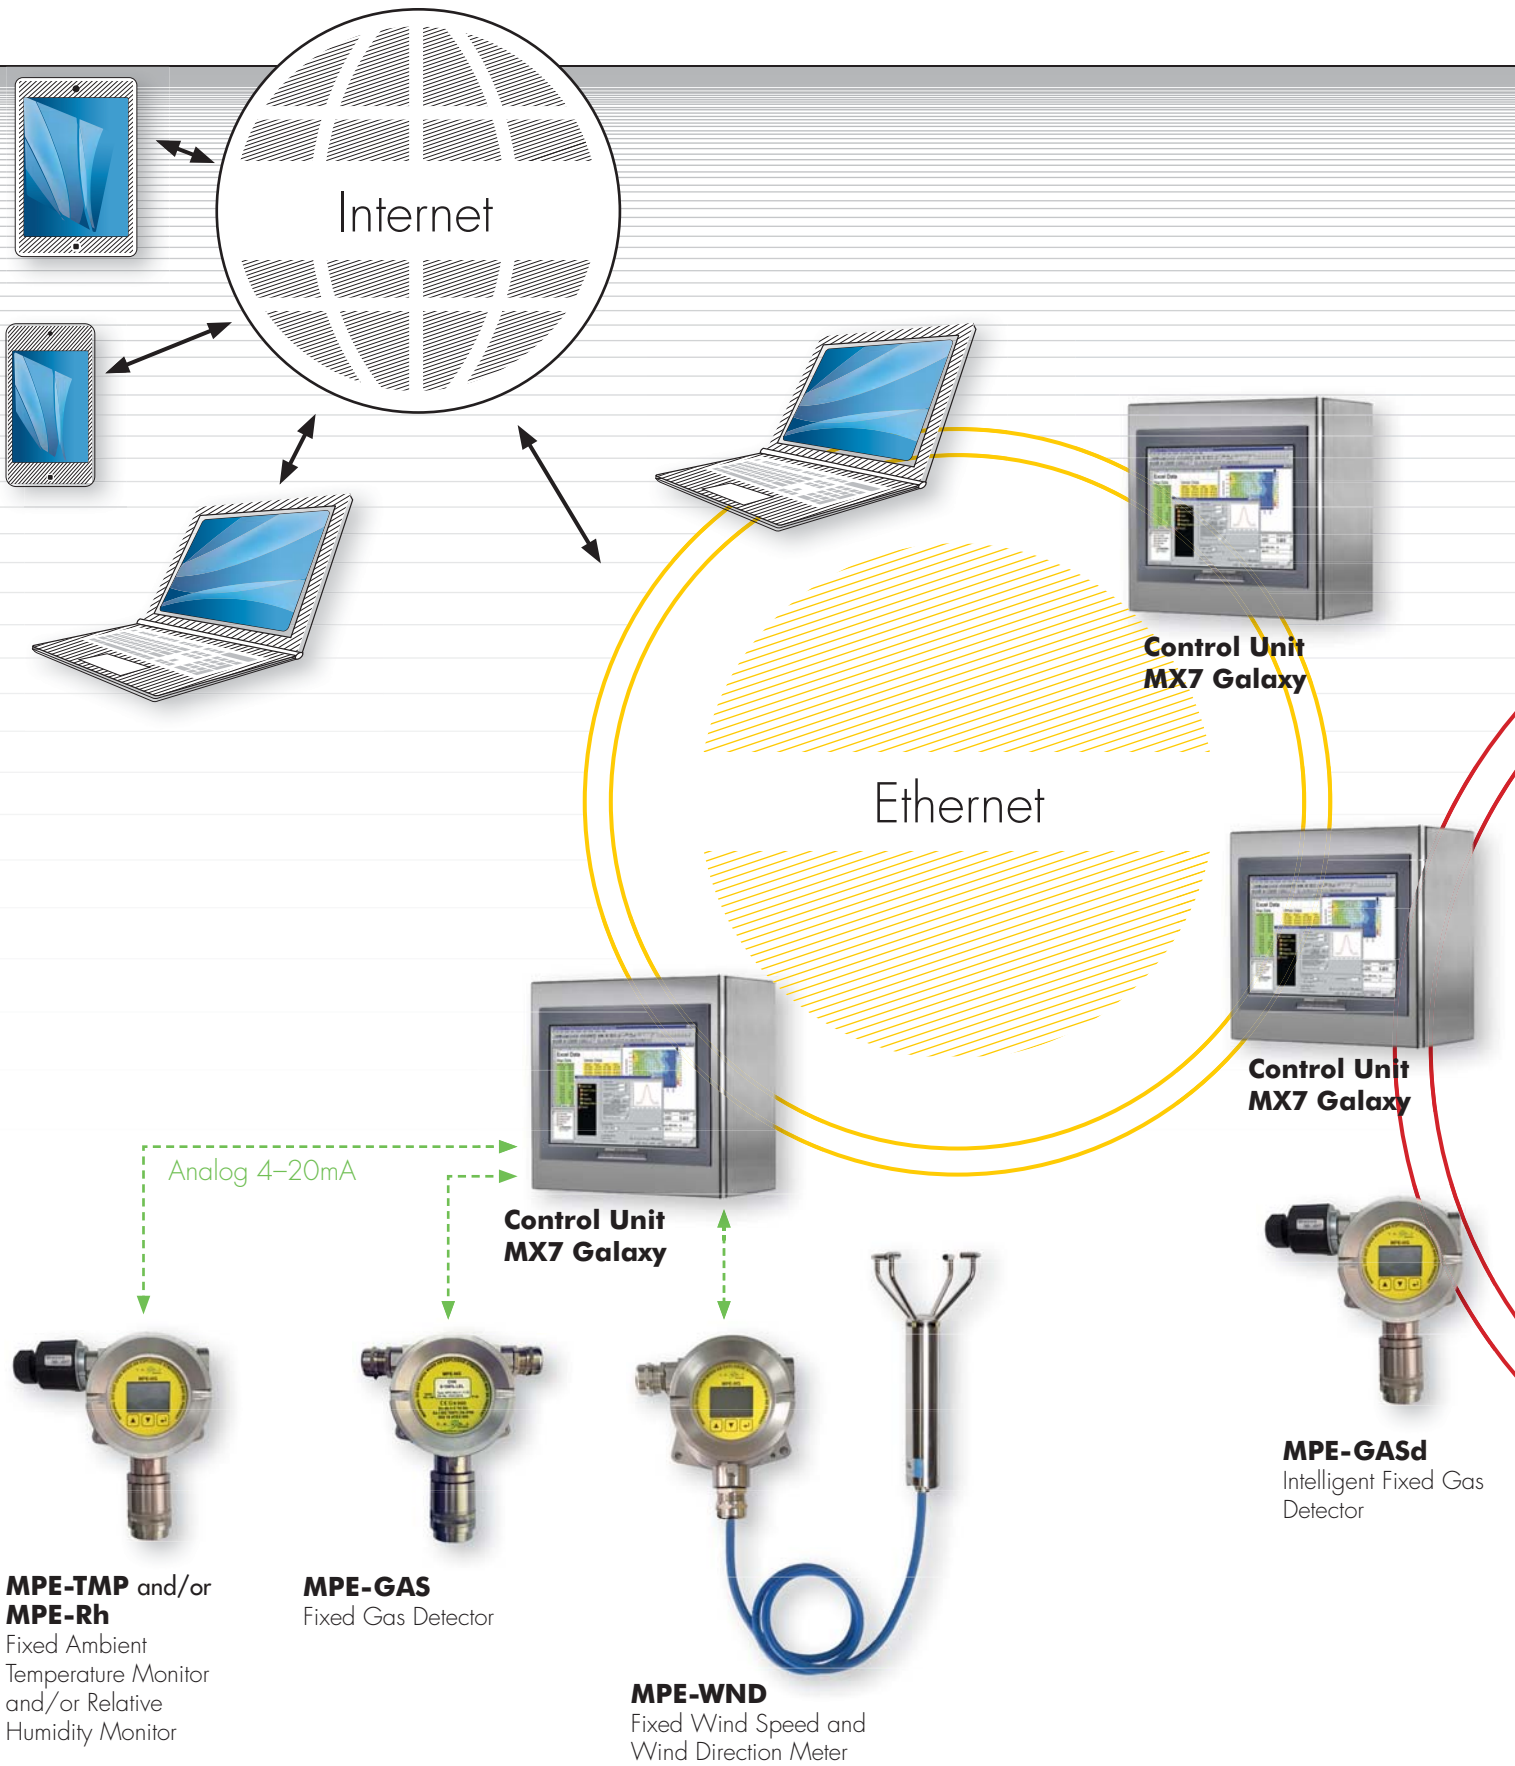 Internet
Control Unit
MX7 Galaxy
Ethernet
Control Unit
MX7 Galaxy
Analog 4–20mA
Control Unit
MX7 Galaxy
MPE-GASd
Intelligent Fixed Gas
Detector
MPE-TMP and/or
MPE-Rh
Fixed Ambient
Temperature Monitor
and/or Relative
Humidity Monitor
MPE-GAS
Fixed Gas Detector
MPE-WND
Fixed Wind Speed and
Wind Direction Meter